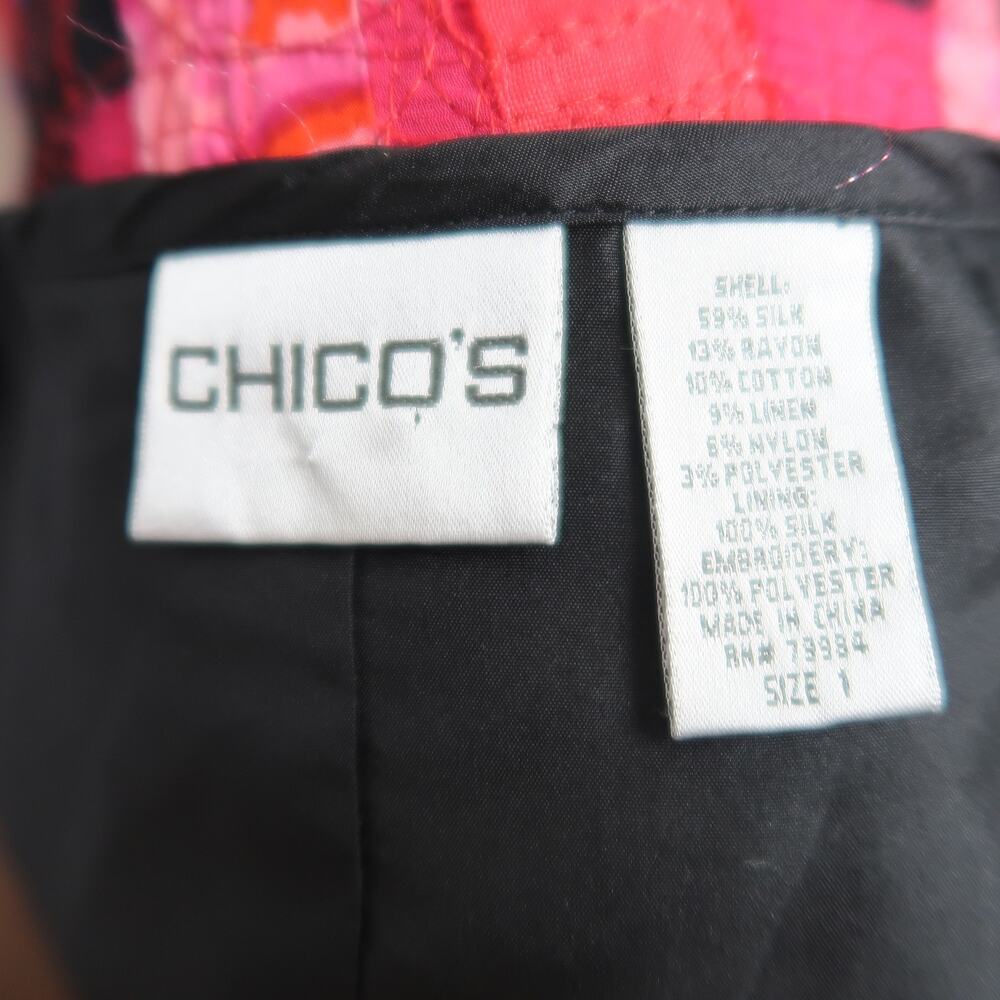 CHICO'S
SHELL:
59% SILK
13% RAYON
10% COTTON
9% LINEN
6% NYLON
3% POLYESTER
LINING:
100% SILK
EMBROIDERY:
100% POLYESTER
MADE IN CHINA
RN# 79984
SIZE 1